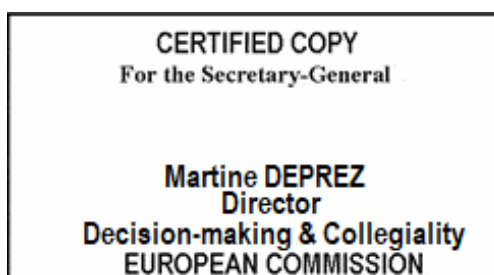 CERTIFIED COPY
For the Secretary-General
Martine DEPREZ
Director
Decision-making & Collegiality
EUROPEAN COMMISSION